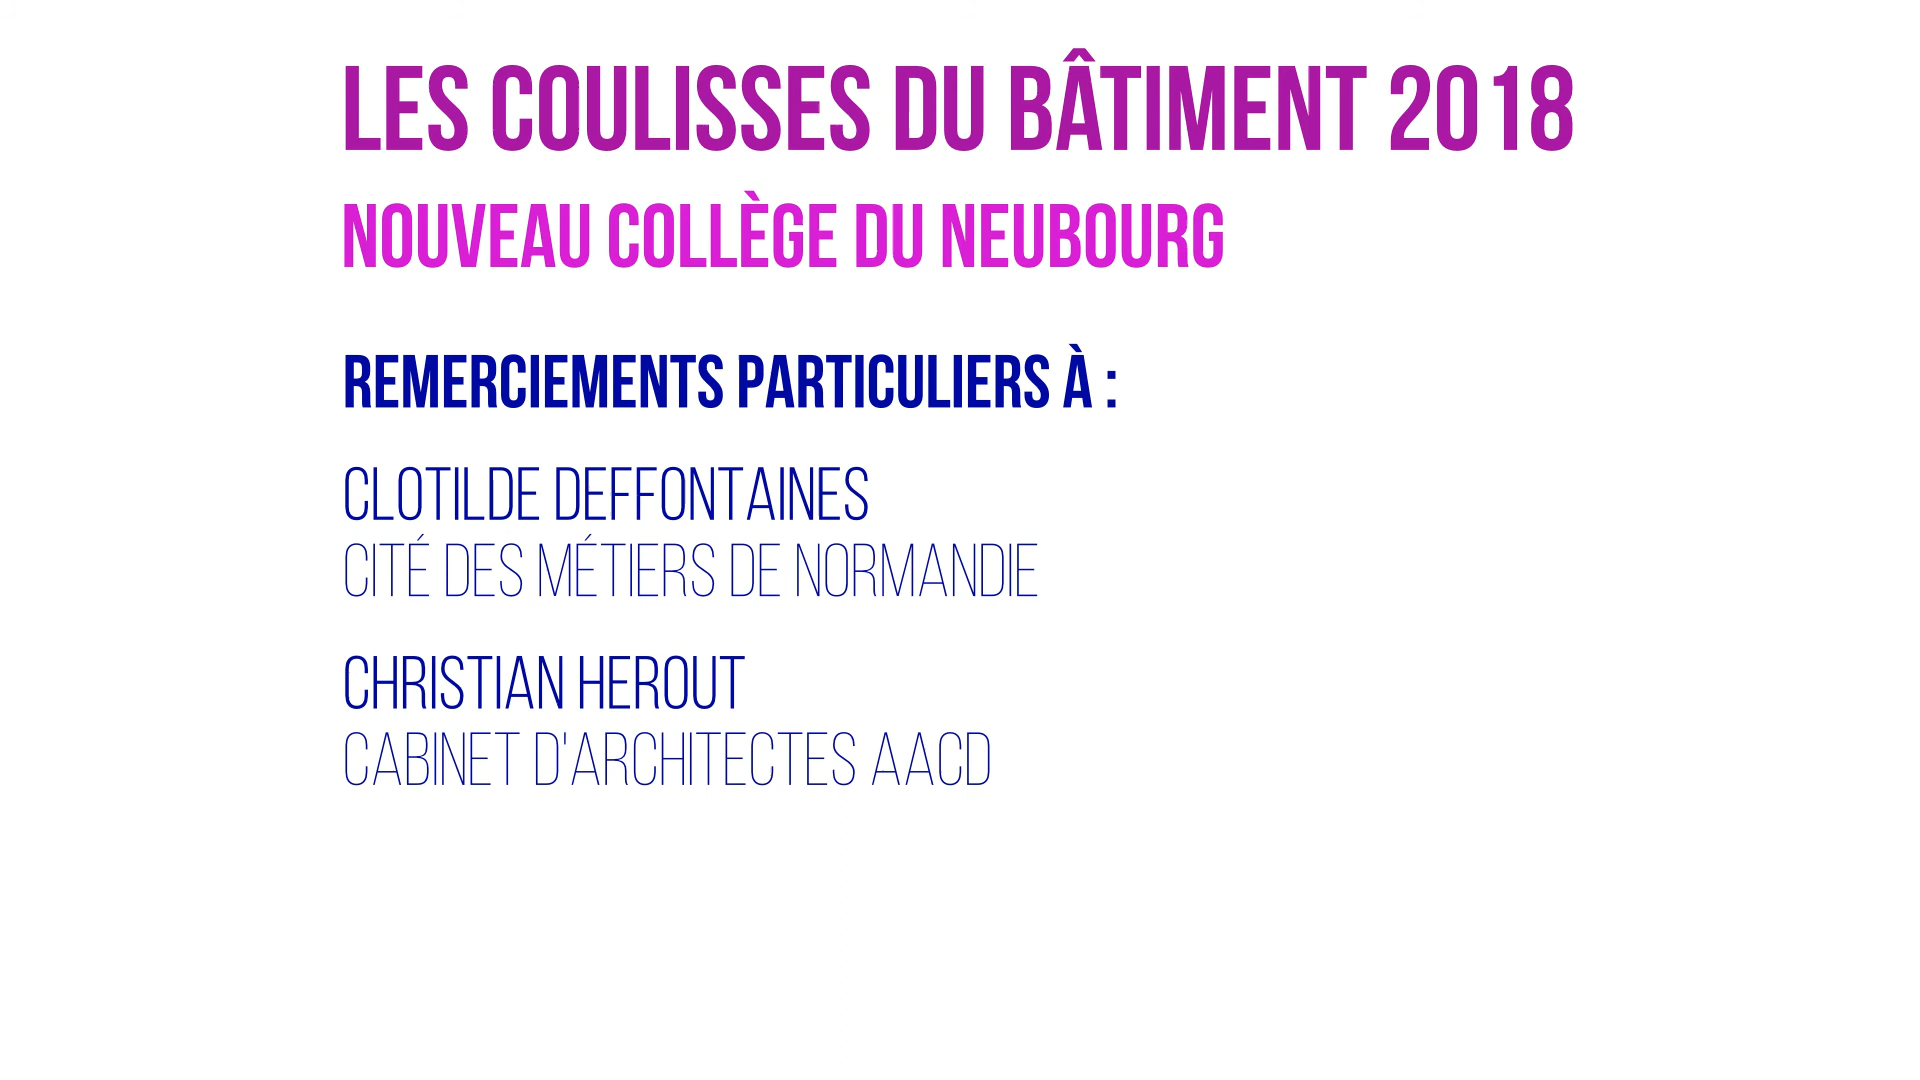 LES COULISSES DU BÂTIMENT 2018
NOUVEAU COLLÈGE DU NEUBOURG
REMERCIEMENTS PARTICULIERS À :
CLOTILDE DEFFONTAINES
CITÉ DES MÉTIERS DE NORMANDIE
CHRISTIAN HEROUT
CABINET D'ARCHITECTES AACD